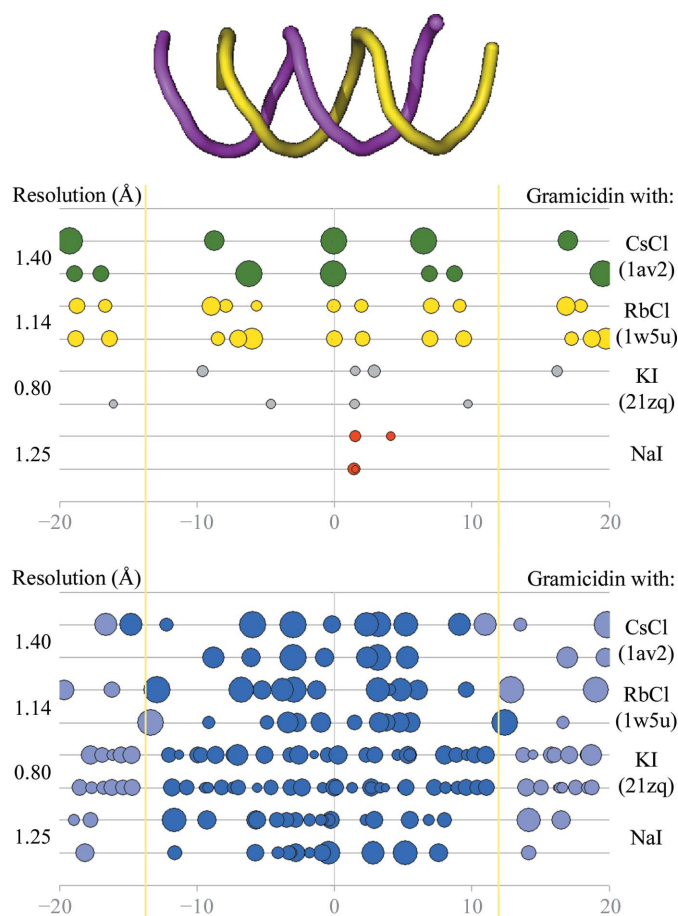 Resolution (Å) Gramicidin with:
CsCl
1.40
(1av2)
RbCl
1.14
(1w5u)
KI
0.80
(21zq)
1.25 NaI
−20 −10 0 10 20
Resolution (Å) Gramicidin with:
CsCl
1.40
(1av2)
RbCl
1.14
(1w5u)
KI
0.80
(21zq)
1.25 NaI
−20 −10 0 10 20